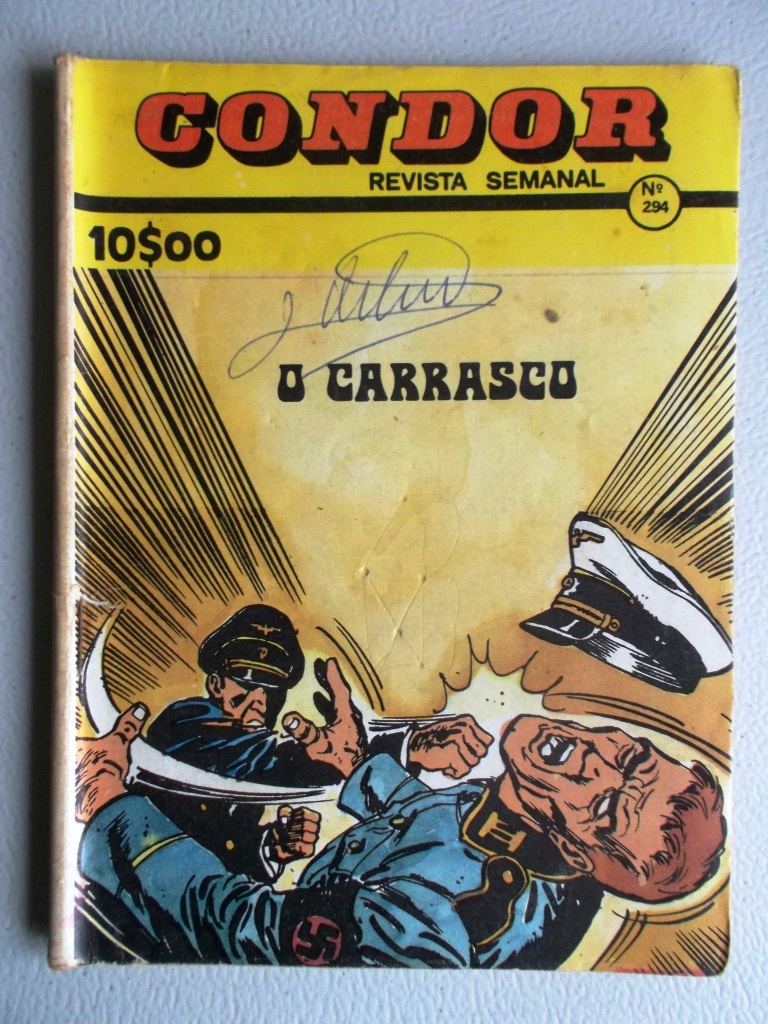 CONDOR
REVISTA SEMANAL
Nº
294
10$00
O CARRASCO